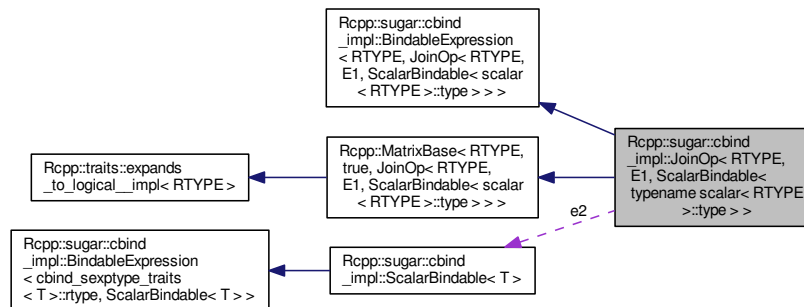 Rcpp::sugar::cbind
_impl::BindableExpression
< RTYPE, JoinOp< RTYPE,
E1, ScalarBindable< scalar
< RTYPE >::type > > >
Rcpp::traits::expands
_to_logical__impl< RTYPE >
Rcpp::MatrixBase< RTYPE,
true, JoinOp< RTYPE,
E1, ScalarBindable< scalar
< RTYPE >::type > > >
Rcpp::sugar::cbind
_impl::JoinOp< RTYPE,
E1, ScalarBindable<
typename scalar< RTYPE
>::type > >
e2
Rcpp::sugar::cbind
_impl::BindableExpression
< cbind_sexptype_traits
< T >::rtype, ScalarBindable< T > >
Rcpp::sugar::cbind
_impl::ScalarBindable< T >